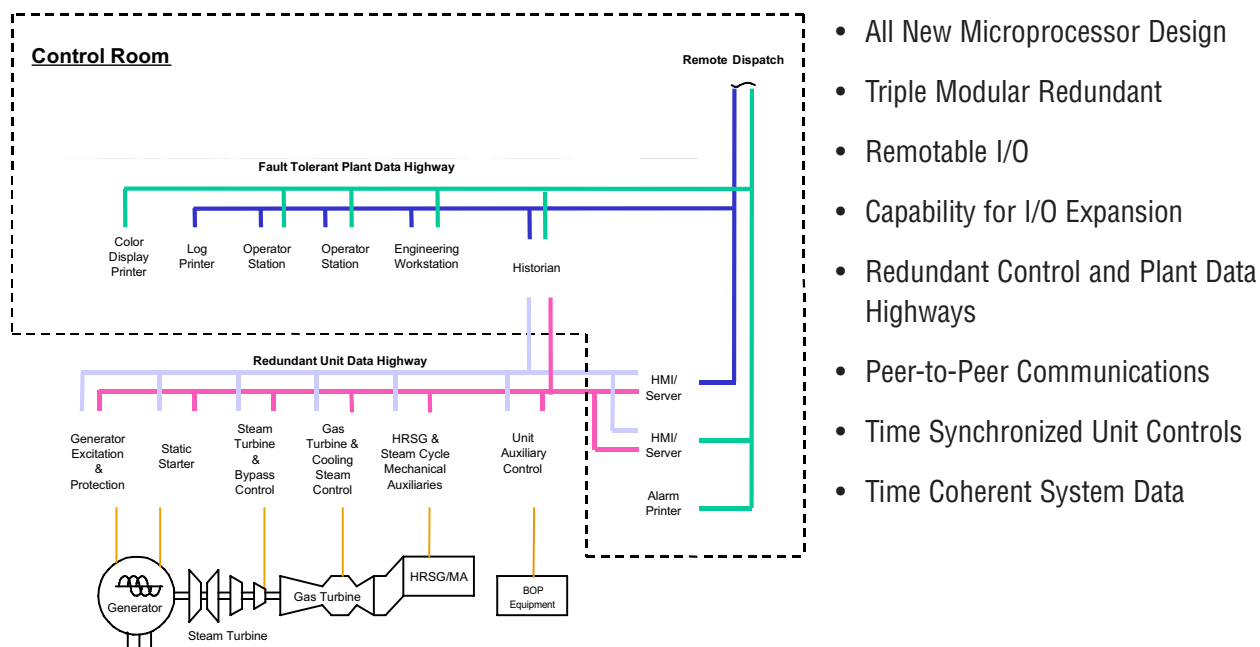 Control Room
Remote Dispatch
Fault Tolerant Plant Data Highway
Color
Display
Printer
Log
Printer
Operator
Station
Operator
Station
Engineering
Workstation
Historian
Redundant Unit Data Highway
HMI/
Server
HMI/
Server
Alarm
Printer
Generator
Excitation
&
Protection
Static
Starter
Steam
Turbine
&
Bypass
Control
Gas
Turbine &
Cooling
Steam
Control
HRSG &
Steam Cycle
Mechanical
Auxiliaries
Unit
Auxiliary
Control
Generator
Steam Turbine
Gas Turbine
HRSG/MA
BOP
Equipment
• All New Microprocessor Design
• Triple Modular Redundant
• Remotable I/O
• Capability for I/O Expansion
• Redundant Control and Plant Data
Highways
• Peer-to-Peer Communications
• Time Synchronized Unit Controls
• Time Coherent System Data